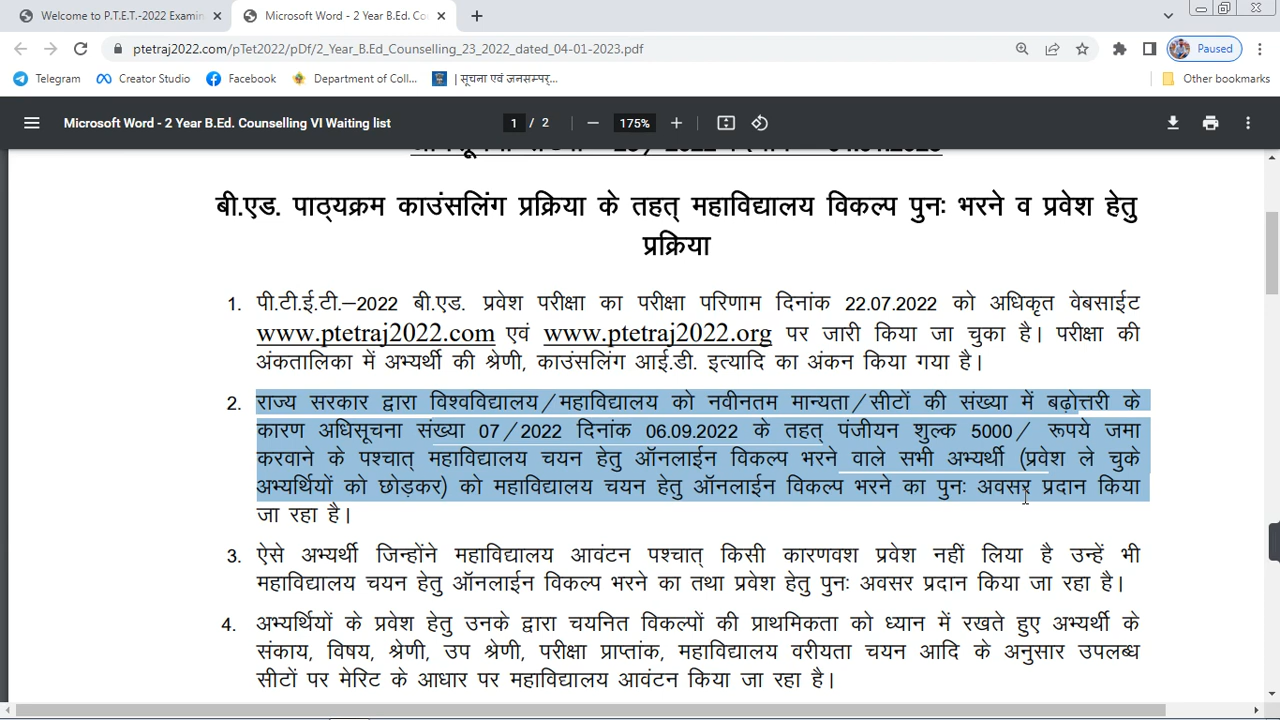 Welcome to P.T.E.T.-2022 Examin
Microsoft Word - 2 Year B.Ed. Co
ptetraj2022.com/pTet2022/pDf/2_Year_B.Ed_Counselling_23_2022_dated_04-01-2023.pdf
Paused
Telegram
Creator Studio
Facebook
Department of Coll...
| सूचना एवं जनसम्पर्...
Other bookmarks
Microsoft Word - 2 Year B.Ed. Counselling VI Waiting list
1 / 2
175%
बी.एड. पाठ्यक्रम काउंसलिंग प्रक्रिया के तहत् महाविद्यालय विकल्प पुनः भरने व प्रवेश हेतु
प्रक्रिया
1. पी.टी.ई.टी.–2022 बी.एड. प्रवेश परीक्षा का परीक्षा परिणाम दिनांक 22.07.2022 को अधिकृत वेबसाईट
www.ptetraj2022.com एवं www.ptetraj2022.org पर जारी किया जा चुका है। परीक्षा की
अंकतालिका में अभ्यर्थी की श्रेणी, काउंसलिंग आई.डी. इत्यादि का अंकन किया गया है।
2. राज्य सरकार द्वारा विश्वविद्यालय/महाविद्यालय को नवीनतम मान्यता/सीटों की संख्या में बढ़ोत्तरी के
कारण अधिसूचना संख्या 07/2022 दिनांक 06.09.2022 के तहत् पंजीयन शुल्क 5000/ रूपये जमा
करवाने के पश्चात् महाविद्यालय चयन हेतु ऑनलाईन विकल्प भरने वाले सभी अभ्यर्थी (प्रवेश ले चुके
अभ्यर्थियों को छोड़कर) को महाविद्यालय चयन हेतु ऑनलाईन विकल्प भरने का पुनः अवसर प्रदान किया
जा रहा है।
3. ऐसे अभ्यर्थी जिन्होंने महाविद्यालय आवंटन पश्चात् किसी कारणवश प्रवेश नहीं लिया है उन्हें भी
महाविद्यालय चयन हेतु ऑनलाईन विकल्प भरने का तथा प्रवेश हेतु पुनः अवसर प्रदान किया जा रहा है।
4. अभ्यर्थियों के प्रवेश हेतु उनके द्वारा चयनित विकल्पों की प्राथमिकता को ध्यान में रखते हुए अभ्यर्थी के
संकाय, विषय, श्रेणी, उप श्रेणी, परीक्षा प्राप्तांक, महाविद्यालय वरीयता चयन आदि के अनुसार उपलब्ध
सीटों पर मेरिट के आधार पर महाविद्यालय आवंटन किया जा रहा है।